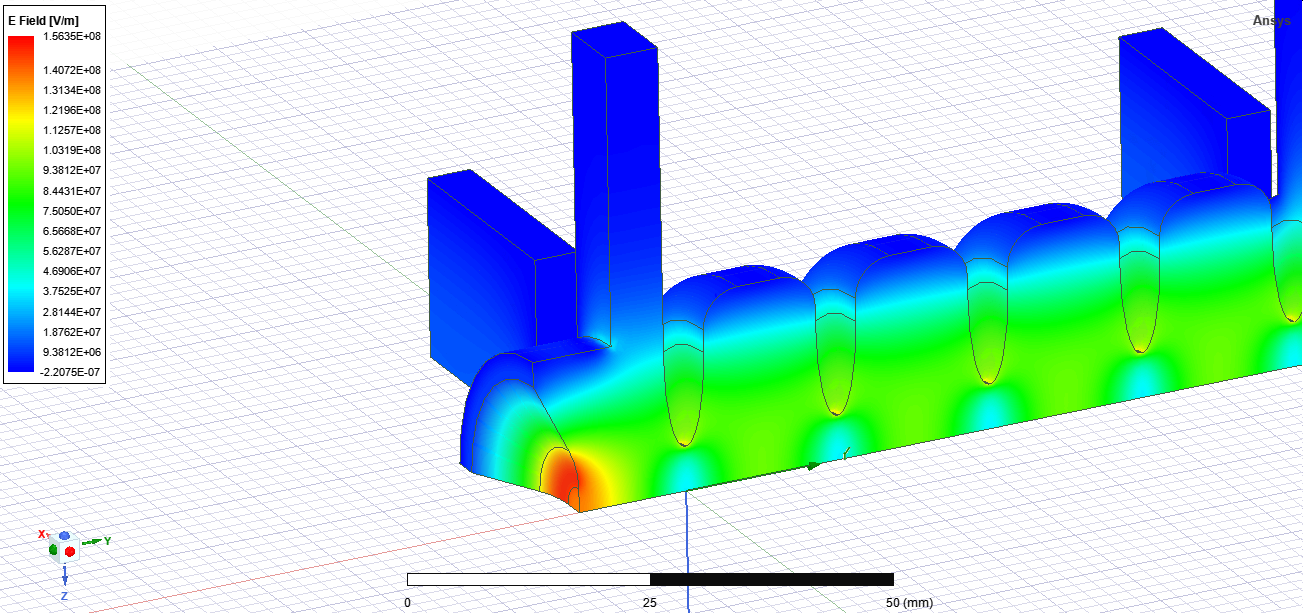 E Field [V/m]
1.5635E+08
1.4072E+08
1.3134E+08
1.2196E+08
1.1257E+08
1.0319E+08
9.3812E+07
8.4431E+07
7.5050E+07
6.5668E+07
5.6287E+07
4.6906E+07
3.7525E+07
2.8144E+07
1.8762E+07
9.3812E+06
-2.2075E-07
Ansys
Y
X
Y
Z
0
25
50 (mm)